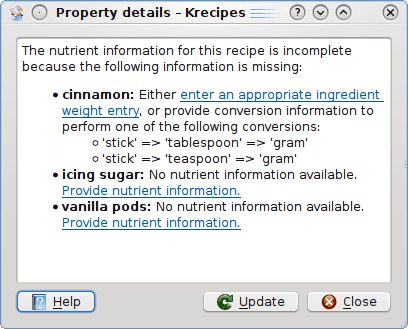 Property details – Krecipes
The nutrient information for this recipe is incomplete
because the following information is missing:
• cinnamon: Either enter an appropriate ingredient
weight entry, or provide conversion information to
perform one of the following conversions:
◦ 'stick' => 'tablespoon' => 'gram'
◦ 'stick' => 'teaspoon' => 'gram'
• icing sugar: No nutrient information available.
Provide nutrient information.
• vanilla pods: No nutrient information available.
Provide nutrient information.
Help
Update
Close